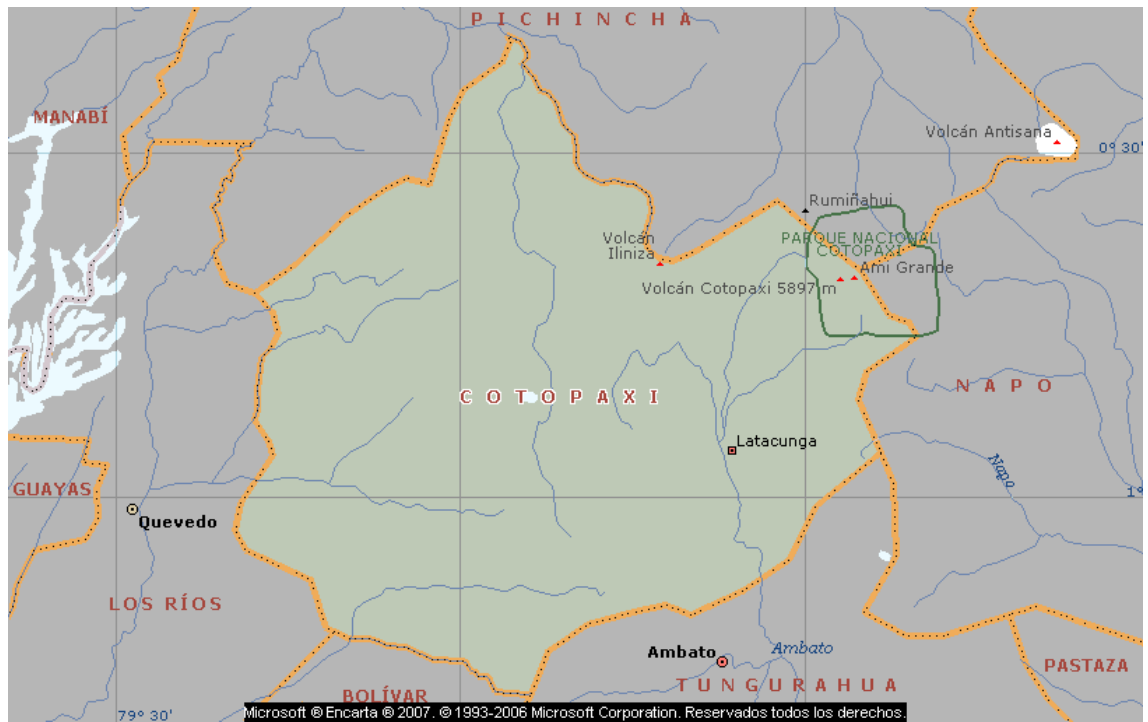 PICHINCHA
MANABÍ
Volcán Antisana
0° 30'
Rumiñahui
Volcán
Iliniza
PARQUE NACIONAL
COTOPAXI
Ami Grande
Volcán Cotopaxi 5897 m
COTOPAXI
NAPO
Latacunga
Napo
GUAYAS
1°
Quevedo
LOS RÍOS
Ambato
Ambato
PASTAZA
TUNGURAHUA
BOLÍVAR
79° 30'
Microsoft ® Encarta ® 2007. © 1993-2006 Microsoft Corporation. Reservados todos los derechos.